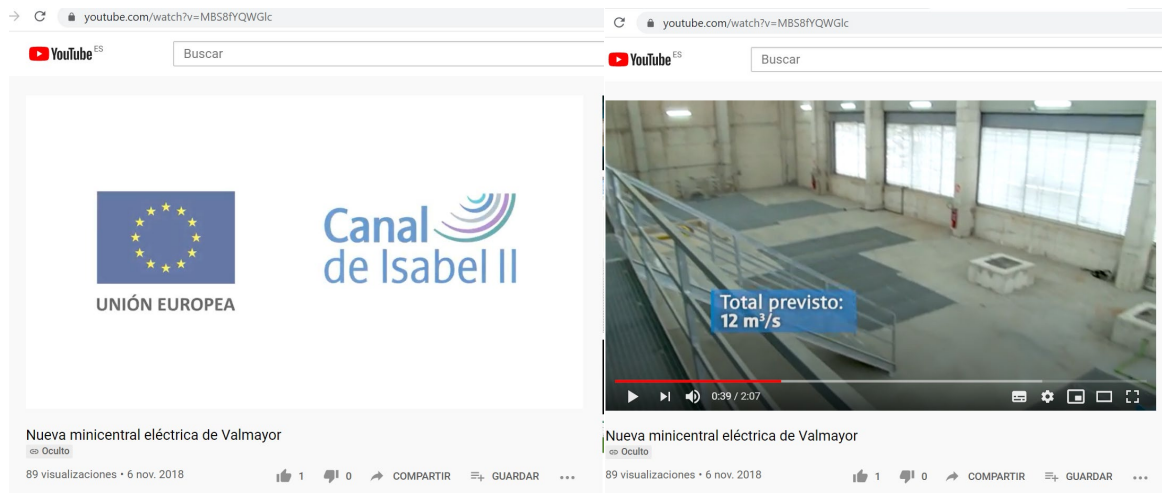 youtube.com/watch?v=MBS8fYQWGlc
YouTube ES
Buscar
UNIÓN EUROPEA
Canal
de Isabel II
Nueva minicentral eléctrica de Valmayor
Oculto
89 visualizaciones • 6 nov. 2018
1
0
COMPARTIR
GUARDAR
youtube.com/watch?v=MBS8fYQWGlc
YouTube ES
Buscar
Total previsto:
12 m³/s
0:39 / 2:07
Nueva minicentral eléctrica de Valmayor
Oculto
89 visualizaciones • 6 nov. 2018
1
0
COMPARTIR
GUARDAR